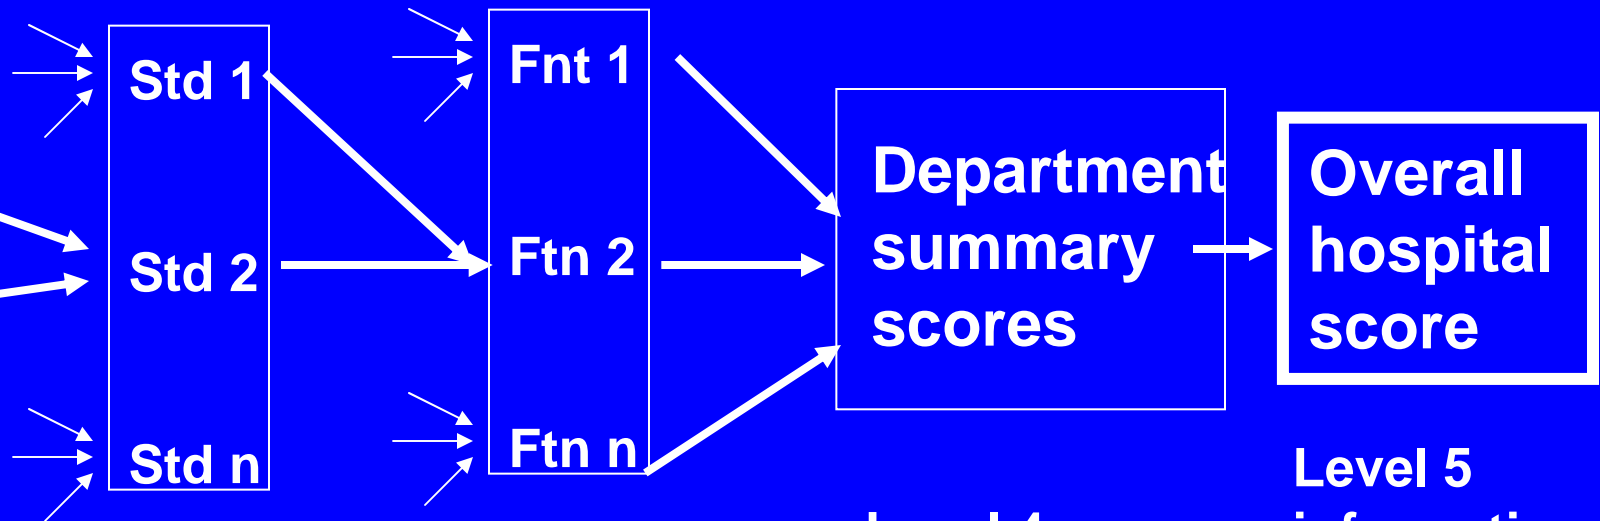 Std 1
Std 2
Std n
Fnt 1
Ftn 2
Ftn n
Department
summary
scores
Overall
hospital
score
Level 5